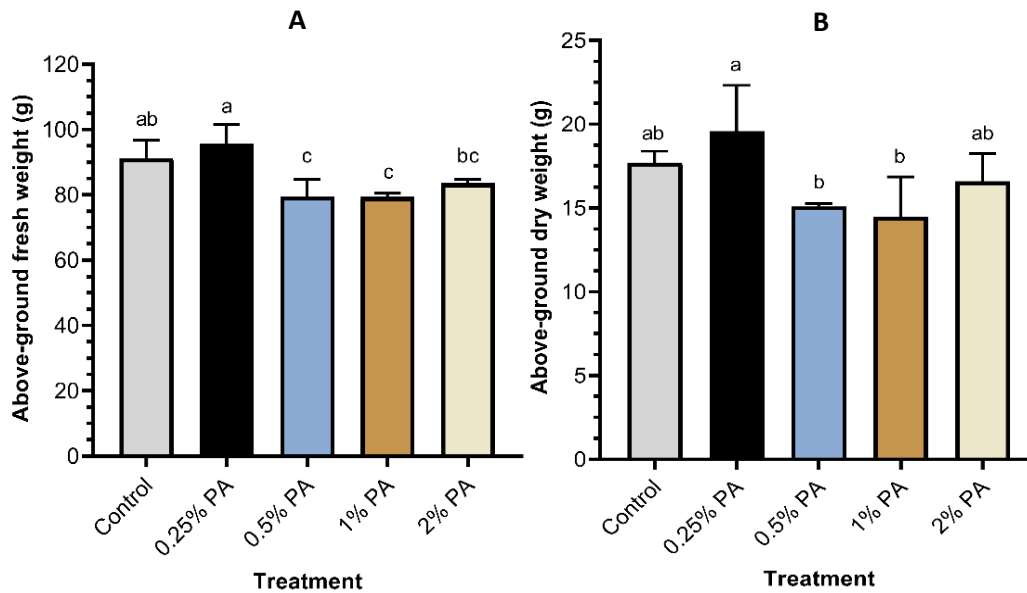 A
Above-ground fresh weight (g)
120
100
80
60
40
20
0
ab
a
c
c
bc
Control
0.25% PA
0.5% PA
1% PA
2% PA
Treatment
B
Above-ground dry weight (g)
25
20
15
10
5
0
ab
a
b
b
ab
Control
0.25% PA
0.5% PA
1% PA
2% PA
Treatment